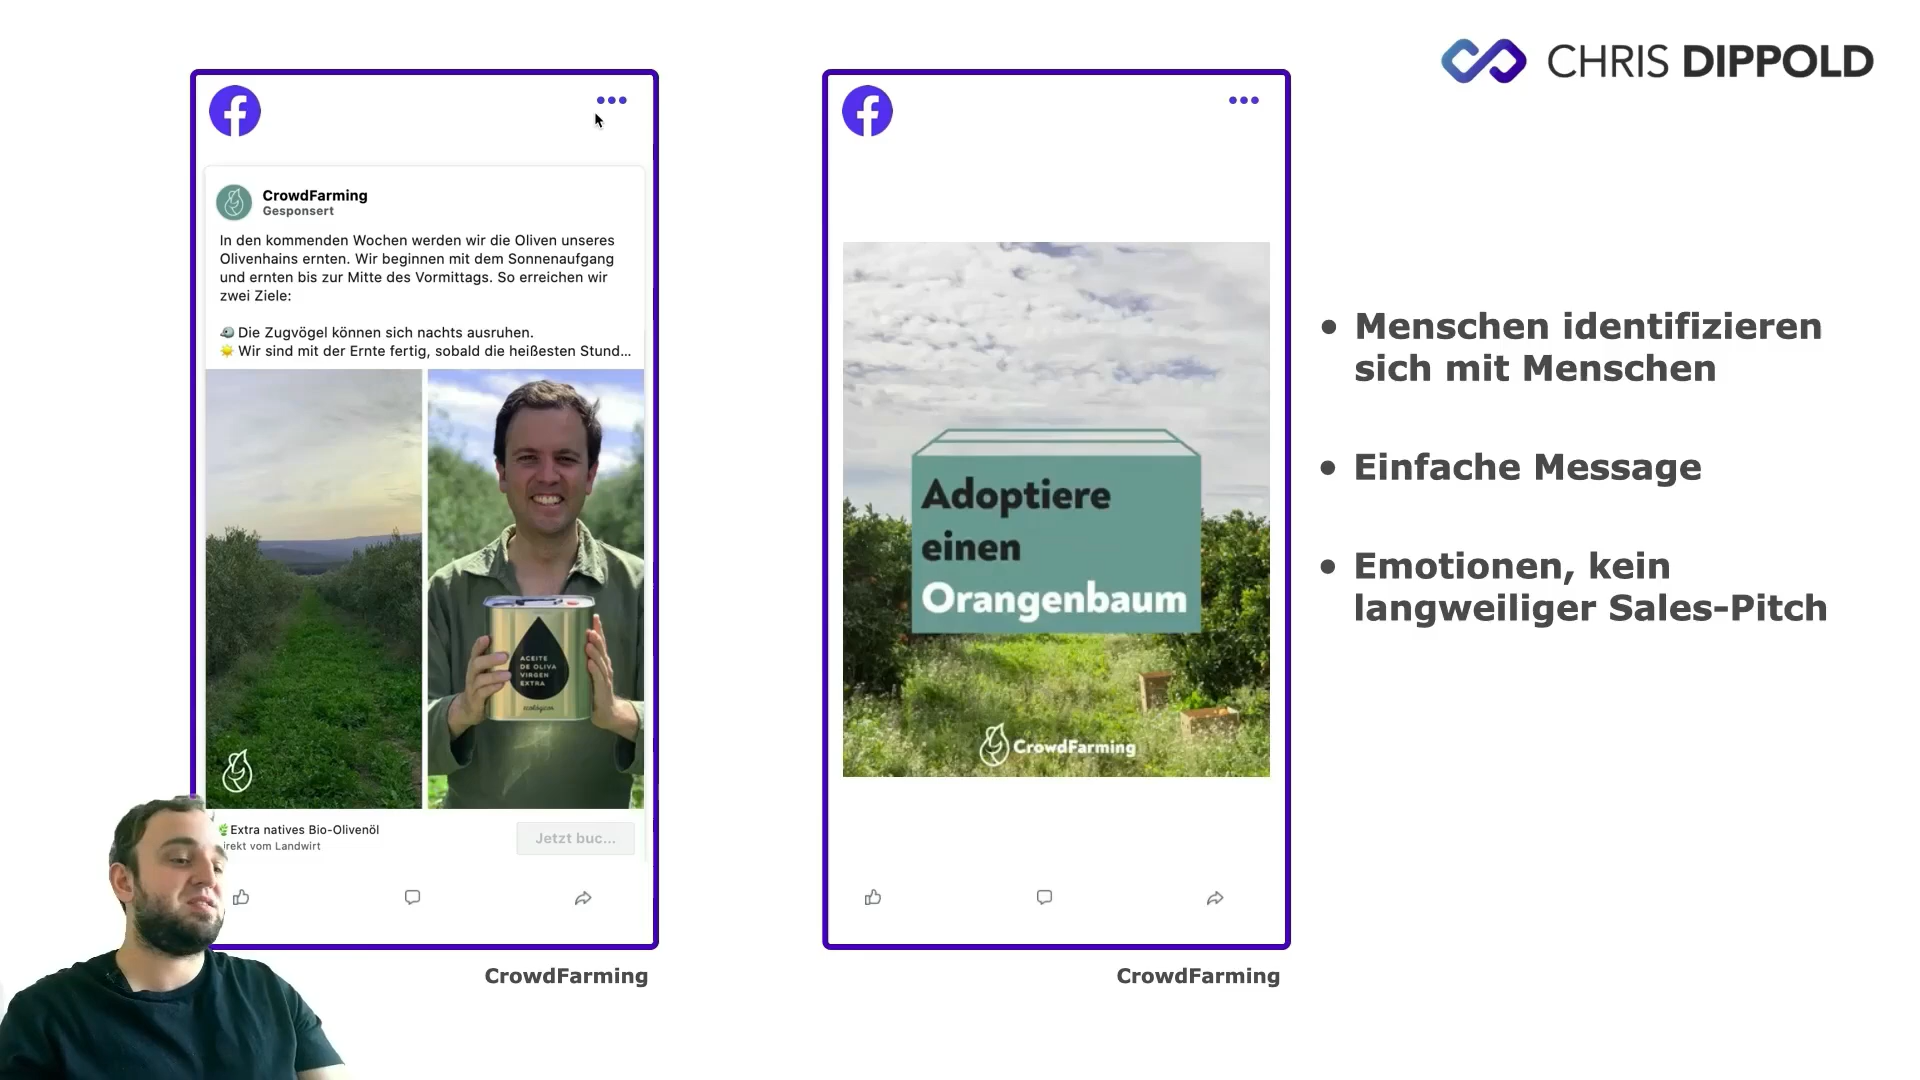 CHRIS DIPPOLD
CrowdFarming
Gesponsert
In den kommenden Wochen werden wir die Oliven unseres
Olivenhains ernten. Wir beginnen mit dem Sonnenaufgang
und ernten bis zur Mitte des Vormittags. So erreichen wir
zwei Ziele:
Die Zugvögel können sich nachts ausruhen.
Wir sind mit der Ernte fertig, sobald die heißesten Stund...
ACEITE
DE OLIVA
VIRGEN
EXTRA
ecológico
Extra natives Bio-Olivenöl
irekt vom Landwirt
Jetzt buc...
CrowdFarming
Adoptiere
einen
Orangenbaum
CrowdFarming
CrowdFarming
• Menschen identifizieren
sich mit Menschen
• Einfache Message
• Emotionen, kein
langweiliger Sales-Pitch